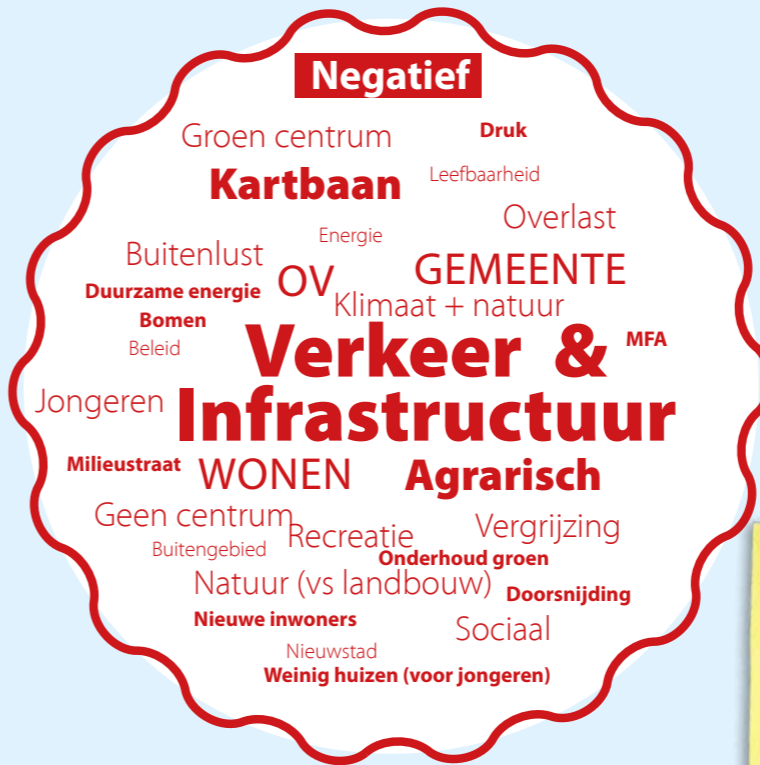 Negatief
Groen centrum
Druk
Kartbaan
Leefbaarheid
Overlast
Energie
Buitenlust
OV
GEMEENTE
Duurzame energie
Klimaat + natuur
Bomen
Beleid
Verkeer &
MFA
Jongeren
Infrastructuur
Milieustraat
WONEN
Agrarisch
Geen centrum
Recreatie
Vergrijzing
Buitengebied
Onderhoud groen
Natuur (vs landbouw)
Doorsnijding
Nieuwe inwoners
Sociaal
Nieuwstad
Weinig huizen (voor jongeren)